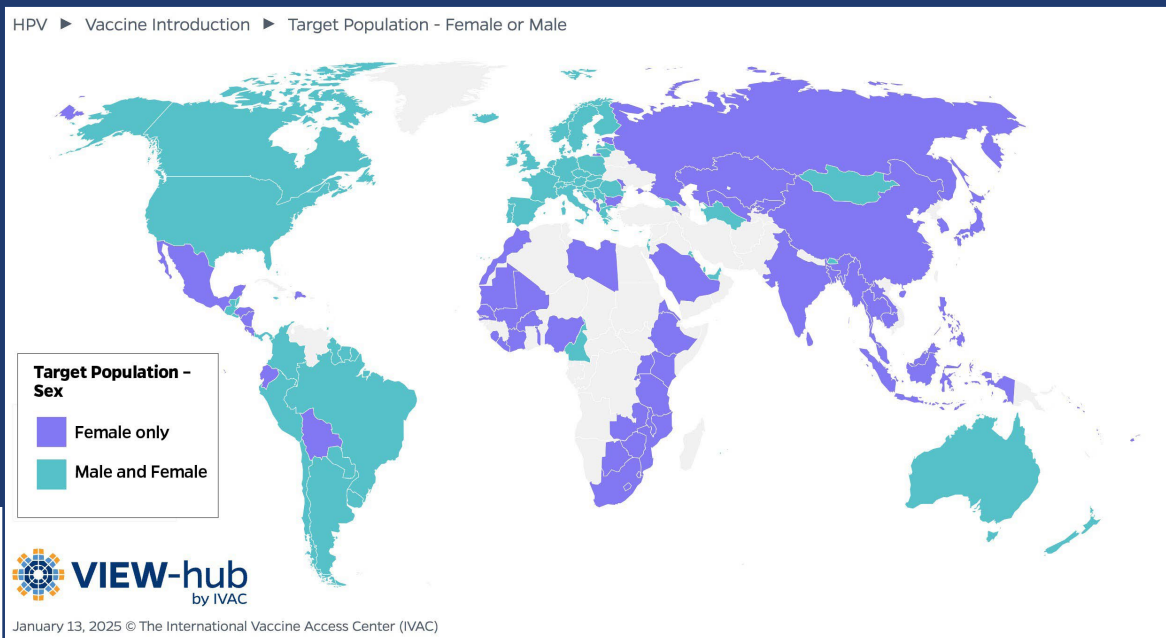 HPV ► Vaccine Introduction ► Target Population - Female or Male
Target Population –
Sex
Female only
Male and Female
VIEW-hub
by IVAC
January 13, 2025 © The International Vaccine Access Center (IVAC)